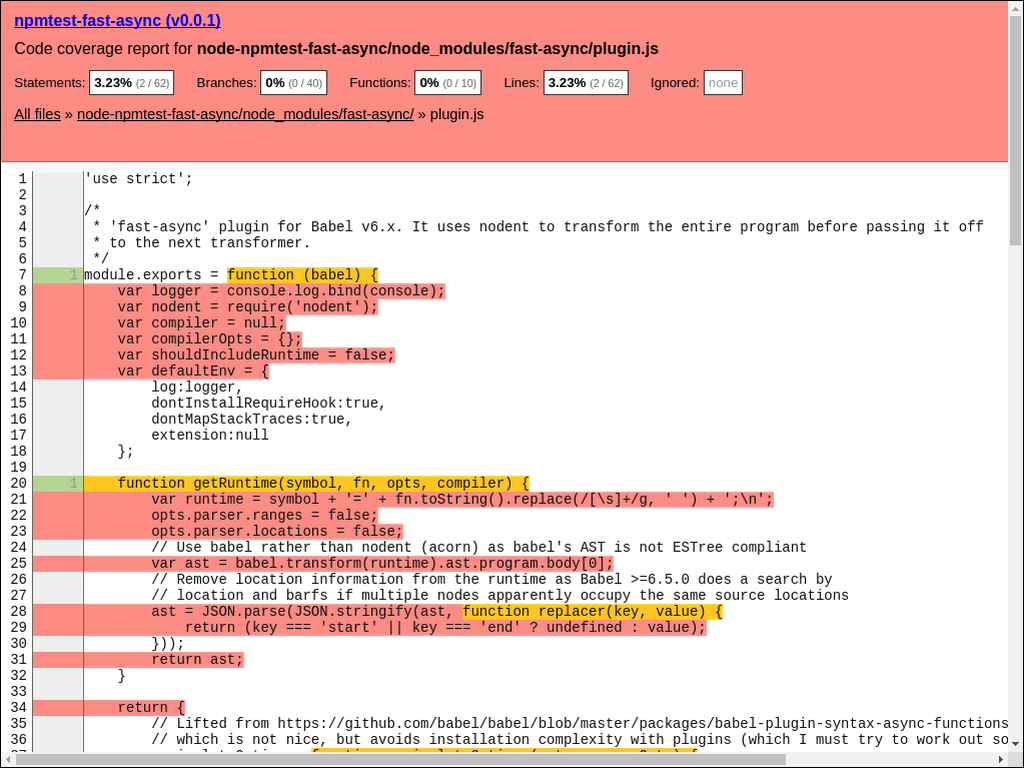 npmtest-fast-async (v0.0.1)
Code coverage report for node-npmtest-fast-async/node_modules/fast-async/plugin.js
Statements: 3.23% (2 / 62) Branches: 0% (0 / 40) Functions: 0% (0 / 10) Lines: 3.23% (2 / 62) Ignored: none
All files » node-npmtest-fast-async/node_modules/fast-async/ » plugin.js
1 'use strict';
2
3 /*
4 * 'fast-async' plugin for Babel v6.x. It uses nodent to transform the entire program before passing it off
5 * to the next transformer.
6 */
7 1 module.exports = function (babel) {
8 var logger = console.log.bind(console);
9 var nodent = require('nodent');
10 var compiler = null;
11 var compilerOpts = {};
12 var shouldIncludeRuntime = false;
13 var defaultEnv = {
14 log:logger,
15 dontInstallRequireHook:true,
16 dontMapStackTraces:true,
17 extension:null
18 };
19
20 1 function getRuntime(symbol, fn, opts, compiler) {
21 var runtime = symbol + '=' + fn.toString().replace(/[\s]+/g, ' ') + ';\n';
22 opts.parser.ranges = false;
23 opts.parser.locations = false;
24 // Use babel rather than nodent (acorn) as babel's AST is not ESTree compliant
25 var ast = babel.transform(runtime).ast.program.body[0];
26 // Remove location information from the runtime as Babel >=6.5.0 does a search by
27 // location and barfs if multiple nodes apparently occupy the same source locations
28 ast = JSON.parse(JSON.stringify(ast, function replacer(key, value) {
29 return (key === 'start' || key === 'end' ? undefined : value);
30 }));
31 return ast;
32 }
33
34 return {
35 // Lifted from https://github.com/babel/babel/blob/master/packages/babel-plugin-syntax-async-functions
36 // which is not nice, but avoids installation complexity with plugins (which I must try to work out so